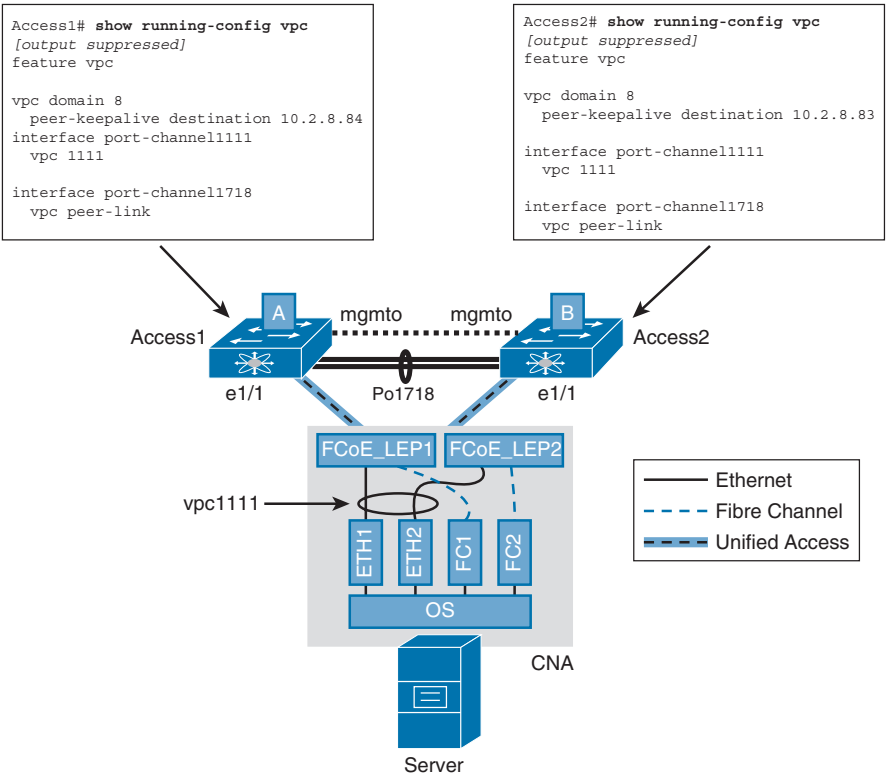 Access1# show running-config vpc
[output suppressed]
feature vpc
vpc domain 8
peer-keepalive destination 10.2.8.84
interface port-channel1111
vpc 1111
interface port-channel1718
vpc peer-link
Access2# show running-config vpc
[output suppressed]
feature vpc
vpc domain 8
peer-keepalive destination 10.2.8.83
interface port-channel1111
vpc 1111
interface port-channel1718
vpc peer-link
A
mgmto
mgmto
B
Access1
Access2
e1/1
Po1718
e1/1
FCoE_LEP1
FCoE_LEP2
vpc1111
ETH1
ETH2
FC1
FC2
OS
CNA
Server
Ethernet
Fibre Channel
Unified Access